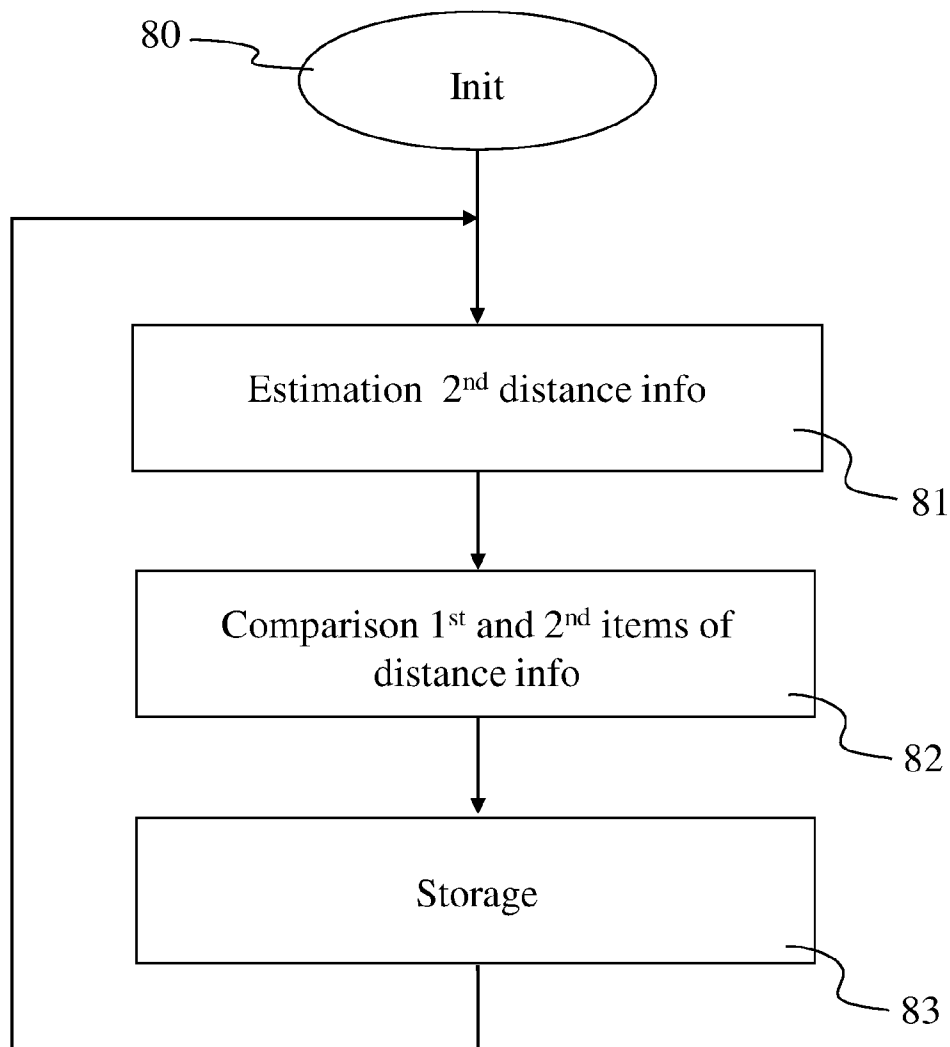 80
Init
Estimation 2nd distance info
81
Comparison 1st and 2nd items of
distance info
82
Storage
83